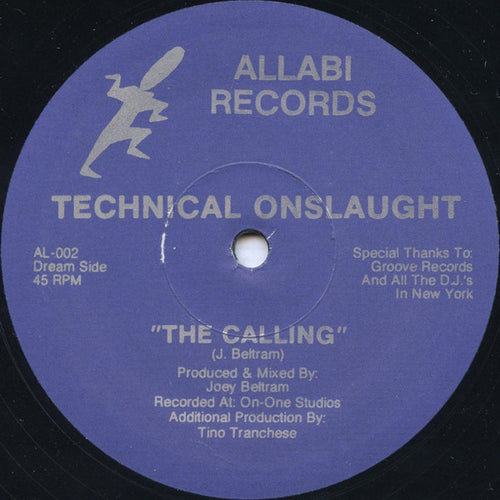 ALLABI
RECORDS
TECHNICAL ONSLAUGHT
AL-002
Dream Side
45 RPM
Special Thanks To:
Groove Records
And All The D.J.'s
In New York
"THE CALLING"
(J. Beltram)
Produced & Mixed By:
Joey Beltram
Recorded At: On-One Studios
Additional Production By:
Tino Tranchese